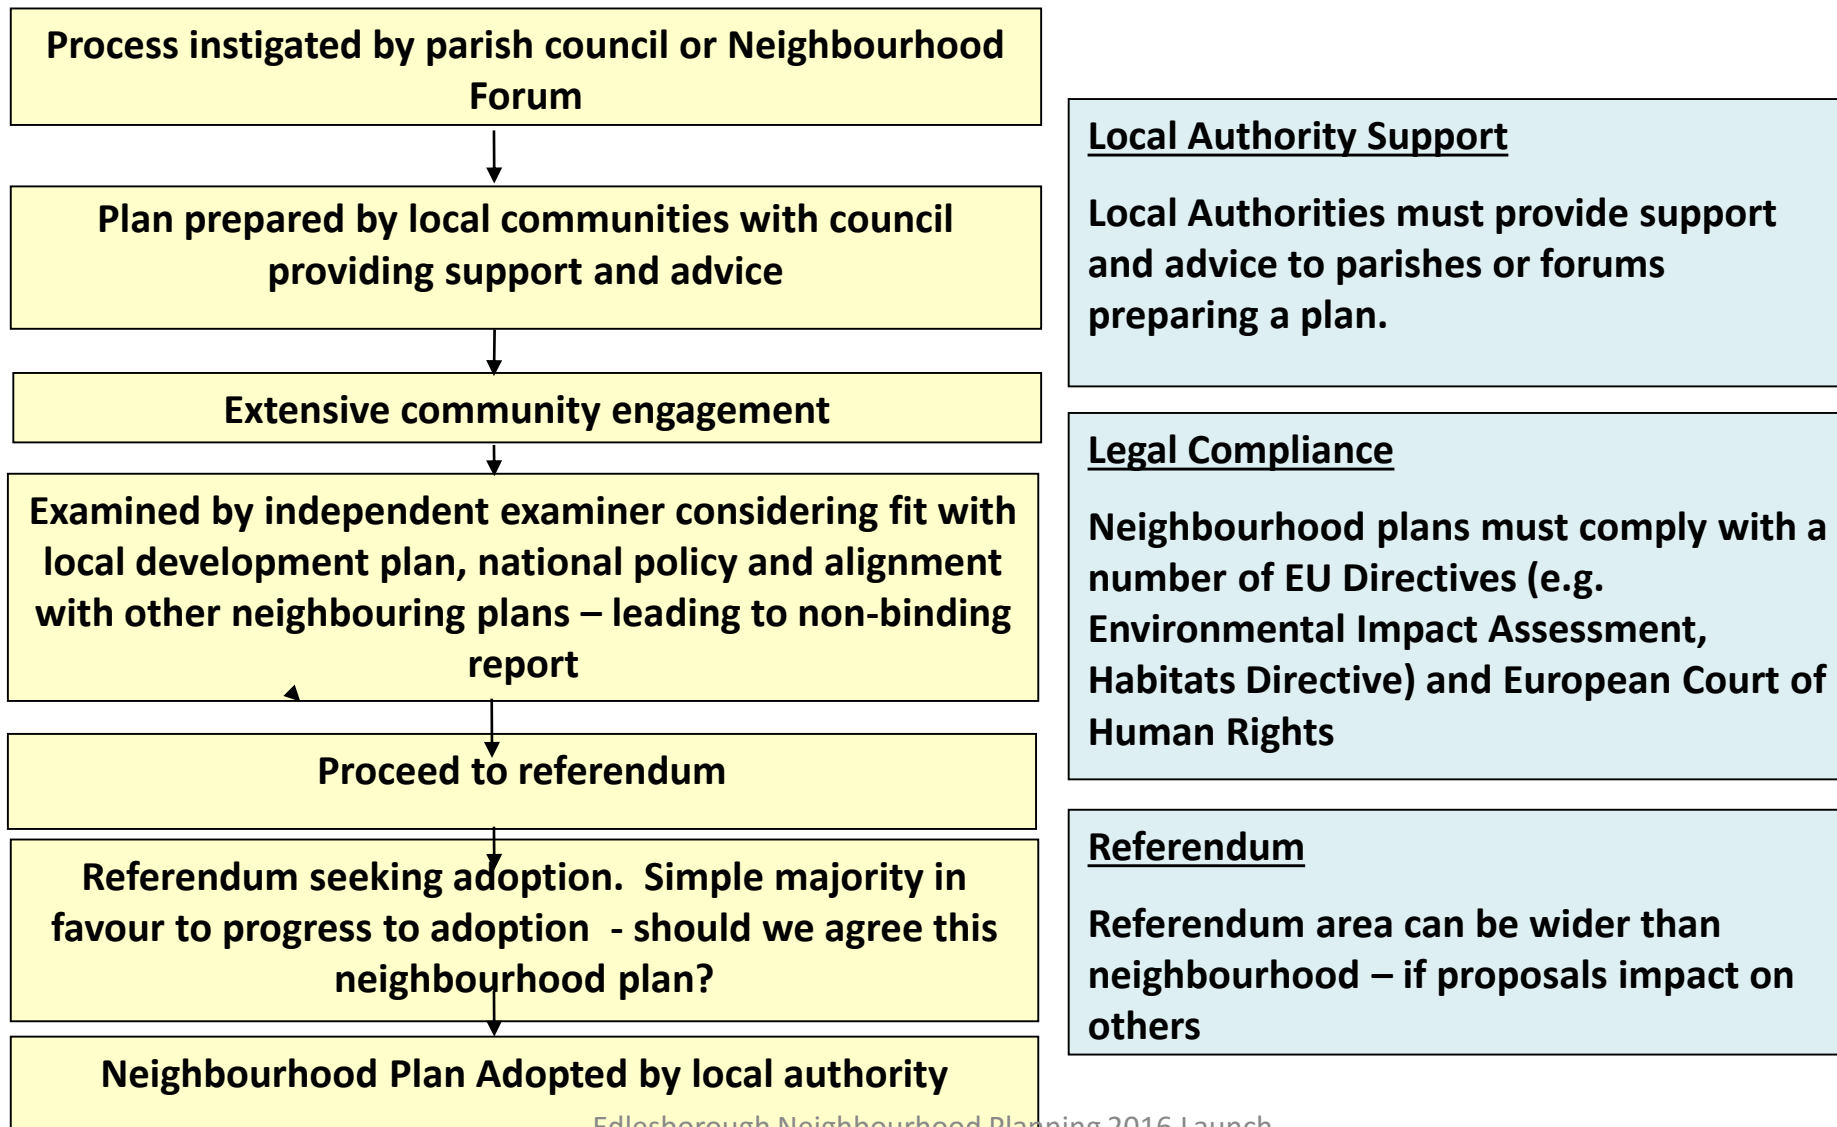 Process instigated by parish council or Neighbourhood
Forum
Plan prepared by local communities with council
providing support and advice
Extensive community engagement
Examined by independent examiner considering fit with
local development plan, national policy and alignment
with other neighbouring plans – leading to non-binding
report
Proceed to referendum
Referendum seeking adoption.  Simple majority in
favour to progress to adoption  - should we agree this
neighbourhood plan?
Neighbourhood Plan Adopted by local authority
Local Authority Support
Local Authorities must provide support
and advice to parishes or forums
preparing a plan.
Legal Compliance
Neighbourhood plans must comply with a
number of EU Directives (e.g.
Environmental Impact Assessment,
Habitats Directive) and European Court of
Human Rights
Referendum
Referendum area can be wider than
neighbourhood – if proposals impact on
others
Edlesborough Neighbourhood Planning 2016 Launch